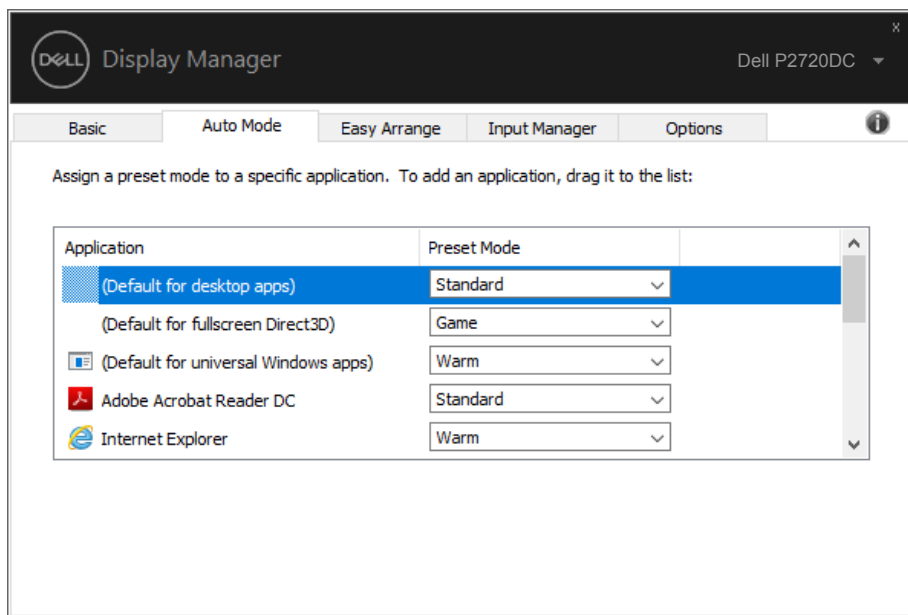 x
DELL Display Manager
Dell P2720DC
Basic Auto Mode Easy Arrange Input Manager Options
Assign a preset mode to a specific application. To add an application, drag it to the list:
Application Preset Mode
(Default for desktop apps) Standard
(Default for fullscreen Direct3D) Game
(Default for universal Windows apps) Warm
Adobe Acrobat Reader DC Standard
Internet Explorer Warm